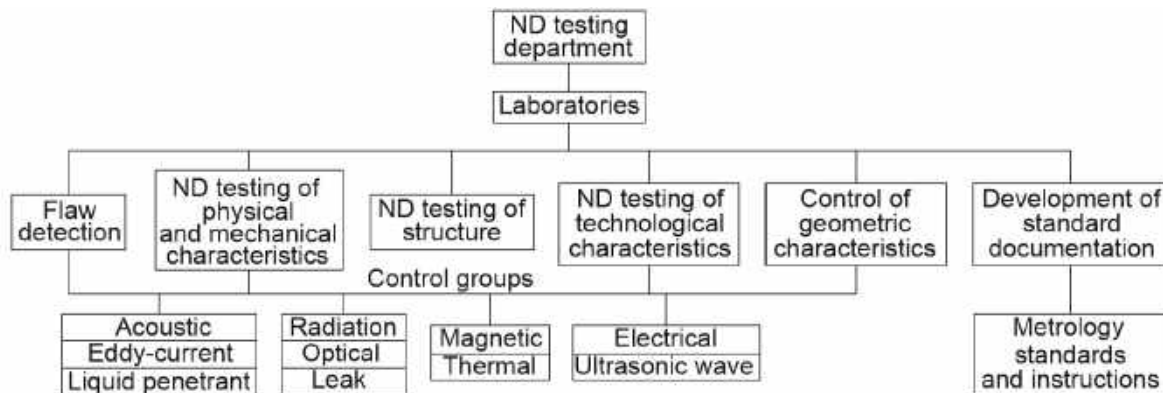 ND testing
department
Laboratories
Flaw
detection
ND testing of
physical
and mechanical
characteristics
ND testing of
structure
ND testing of
technological
characteristics
Control of
geometric
characteristics
Development of
standard
documentation
Control groups
Acoustic
Eddy-current
Liquid penetrant
Radiation
Optical
Leak
Magnetic
Thermal
Electrical
Ultrasonic wave
Metrology
standards
and instructions